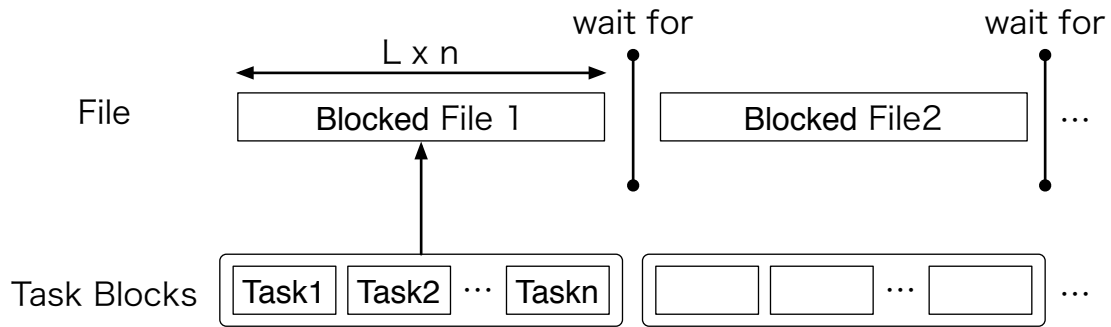 wait for
wait for
L x n
File
Blocked File 1
Blocked File2
…
Task Blocks
Task1
Task2
…
Taskn
…
…